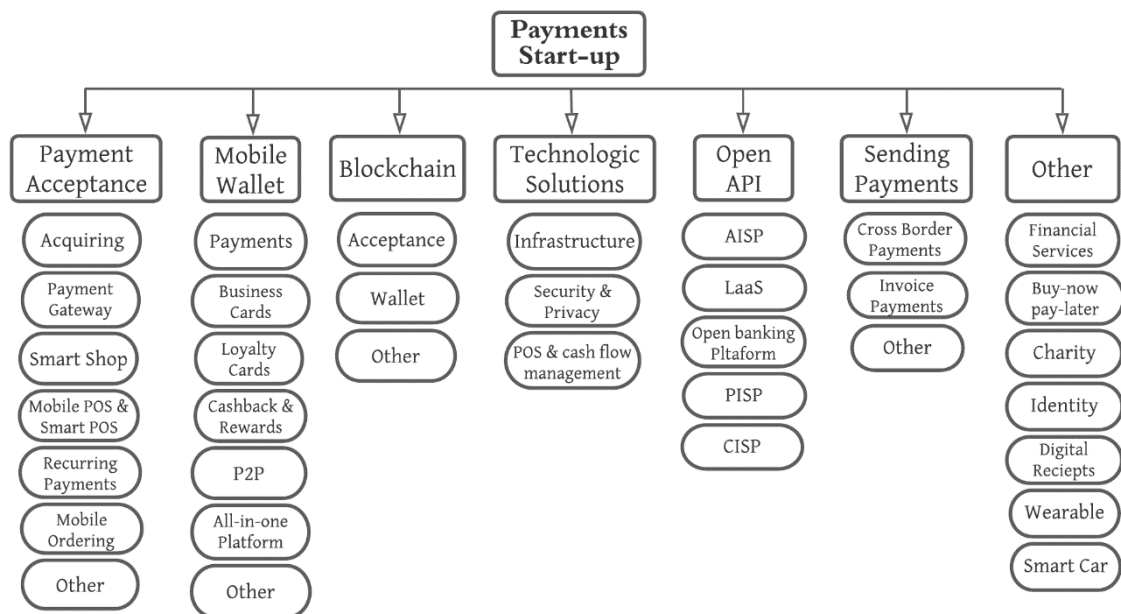 Payments
Start-up
Payment
Acceptance
Acquiring
Payment
Gateway
Smart Shop
Mobile POS &
Smart POS
Recurring
Payments
Mobile
Ordering
Other
Mobile
Wallet
Payments
Business
Cards
Loyalty
Cards
Cashback &
Rewards
P2P
All-in-one
Platform
Other
Blockchain
Acceptance
Wallet
Other
Technologic
Solutions
Infrastructure
Security &
Privacy
POS & cash flow
management
Open
API
AISP
LaaS
Open banking
Pltaform
PISP
CISP
Sending
Payments
Cross Border
Payments
Invoice
Payments
Other
Other
Financial
Services
Buy-now
pay-later
Charity
Identity
Digital
Reciepts
Wearable
Smart Car